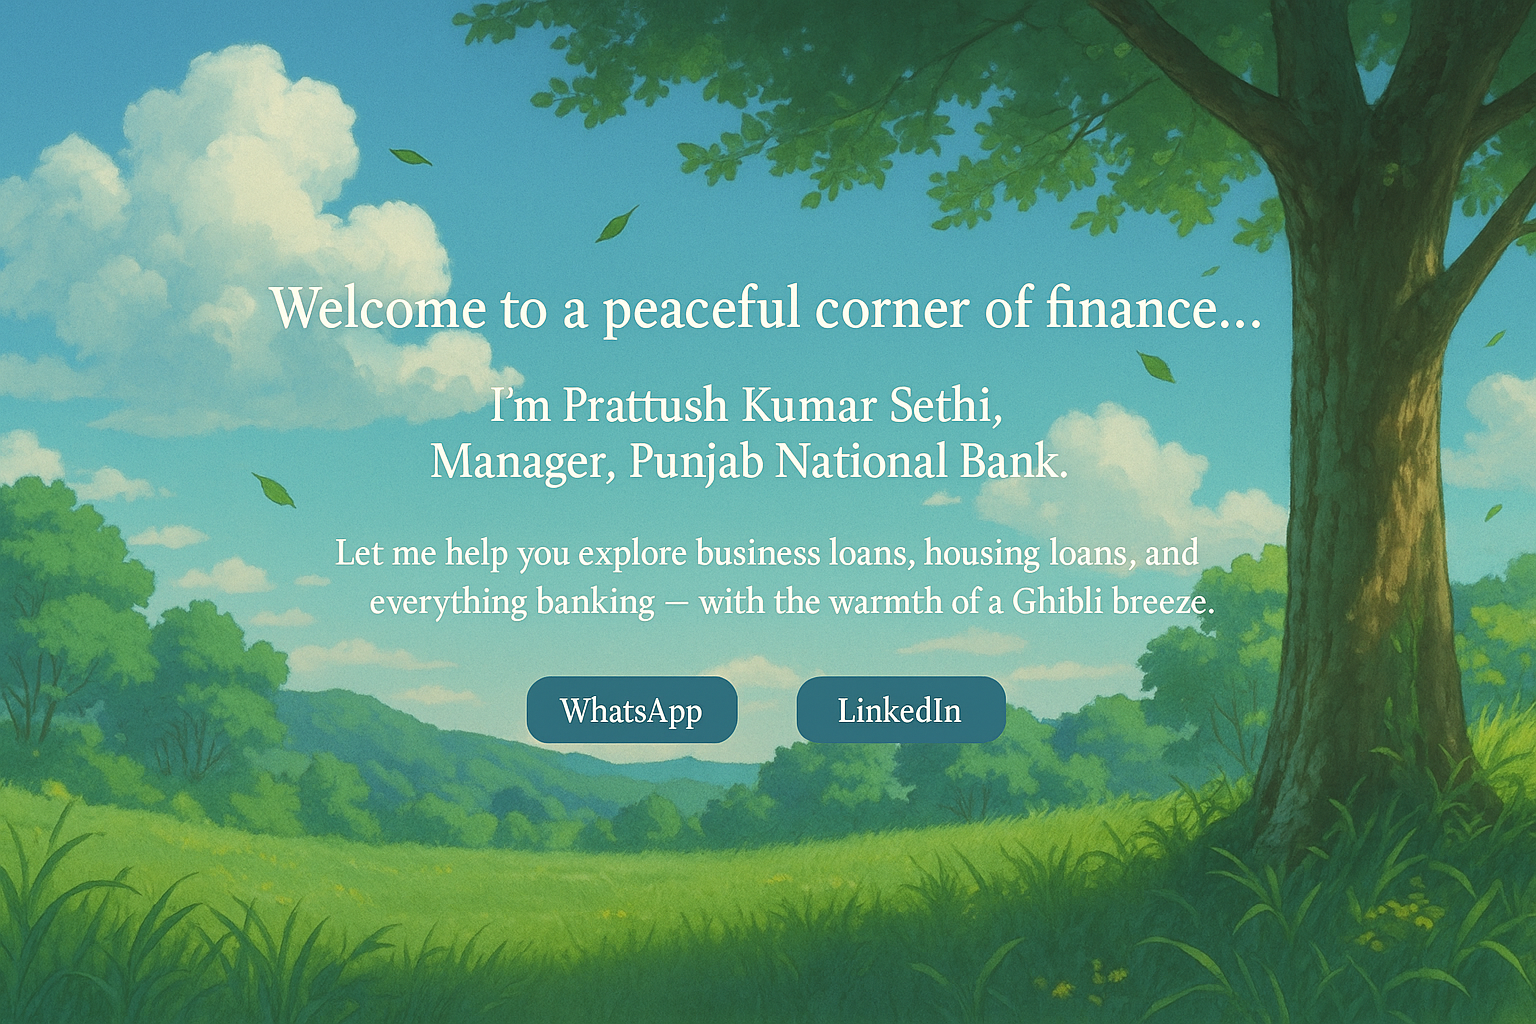 Welcome to a peaceful corner of finance...
I’m Prattush Kumar Sethi,
Manager, Punjab National Bank.
Let me help you explore business loans, housing loans, and
everything banking — with the warmth of a Ghibli breeze.
WhatsApp
LinkedIn